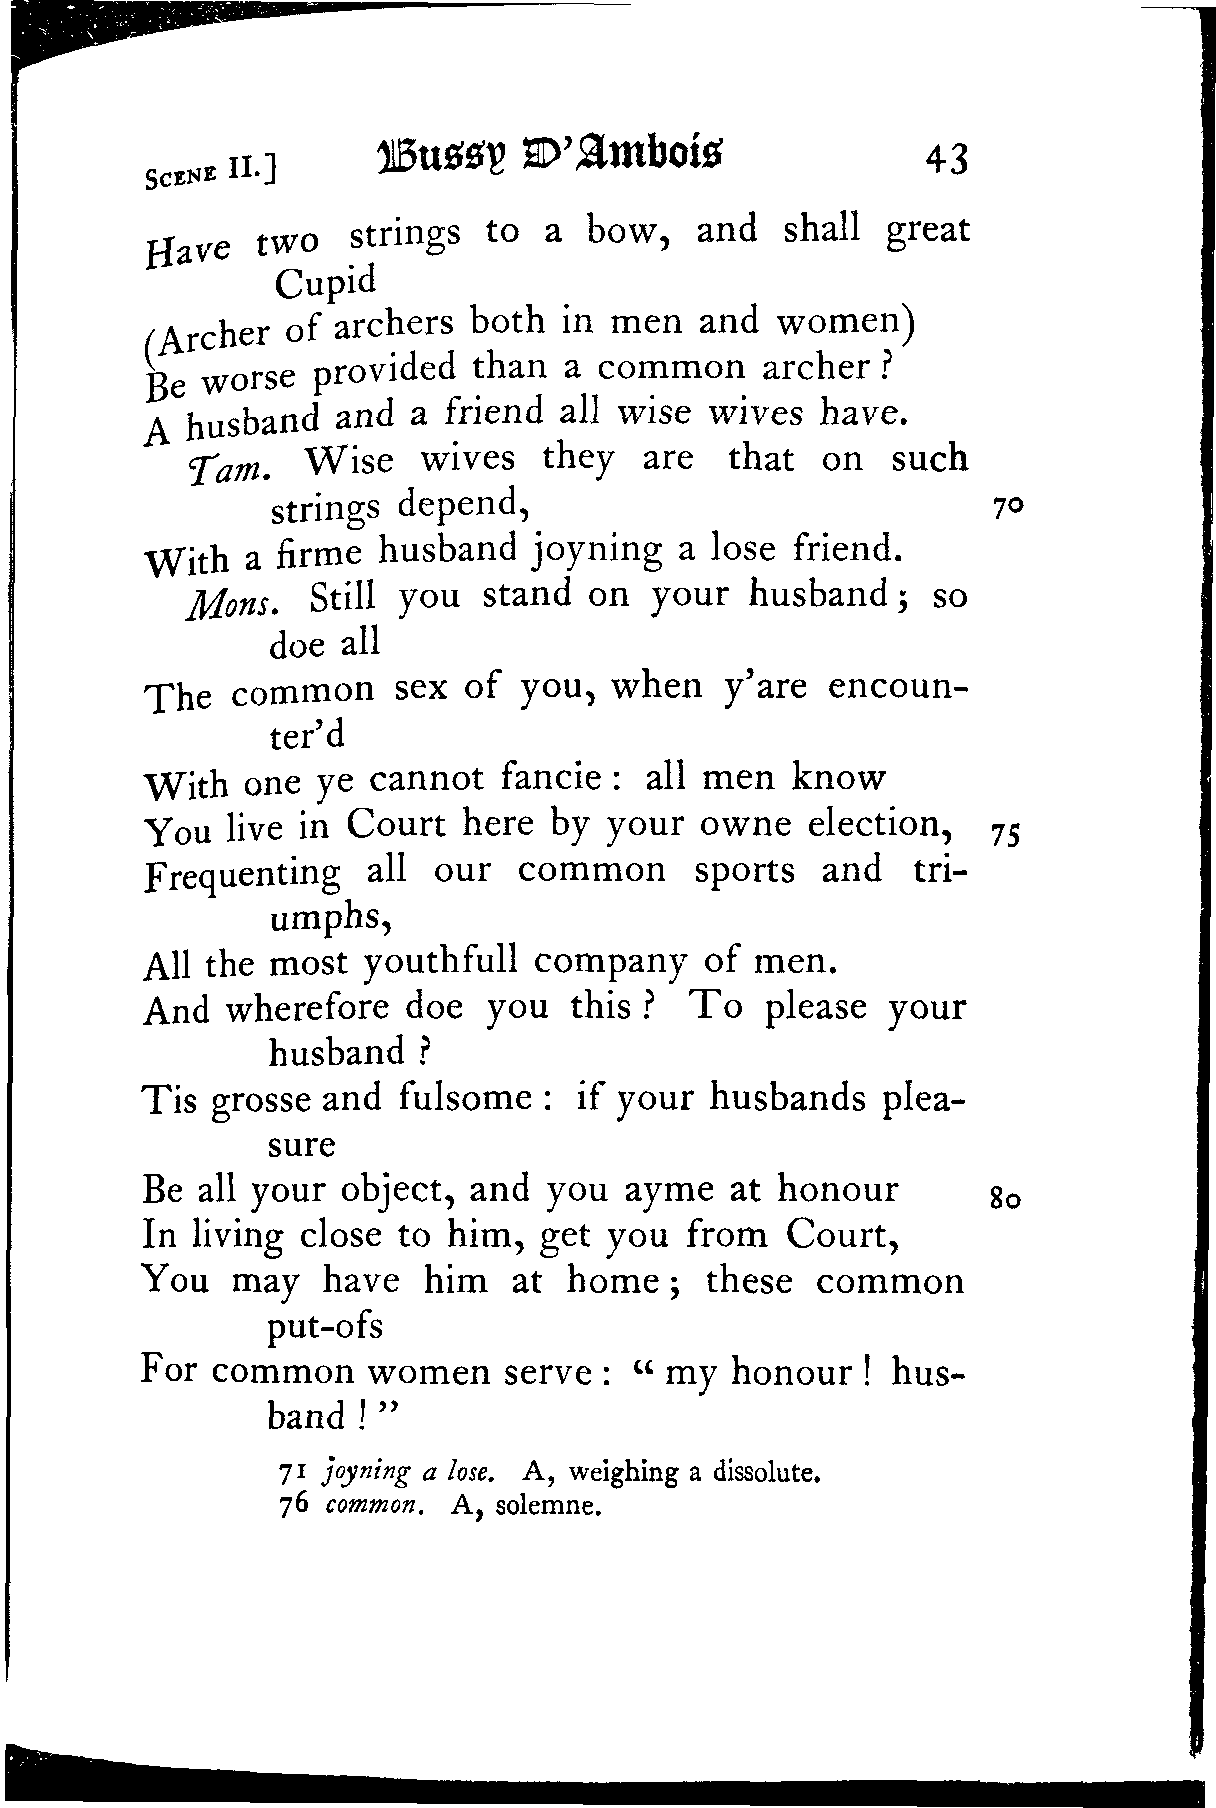 SCENE II.] Bussy D'Ambois 43
Have two strings to a bow, and shall great
Cupid
(Archer of archers both in men and women)
Be worse provided than a common archer ?
A husband and a friend all wise wives have.
Tam. Wise wives they are that on such
strings depend, 70
With a firme husband joyning a lose friend.
Mons. Still you stand on your husband ; so
doe all
The common sex of you, when y'are encoun-
ter'd
With one ye cannot fancie : all men know
You live in Court here by your owne election, 75
Frequenting all our common sports and tri-
umphs,
All the most youthfull company of men.
And wherefore doe you this ? To please your
husband ?
Tis grosse and fulsome : if your husbands plea-
sure
Be all your object, and you ayme at honour 80
In living close to him, get you from Court,
You may have him at home ; these common
put-ofs
For common women serve : “ my honour ! hus-
band ! ”
71 joyning a lose. A, weighing a dissolute.
76 common. A, solemne.